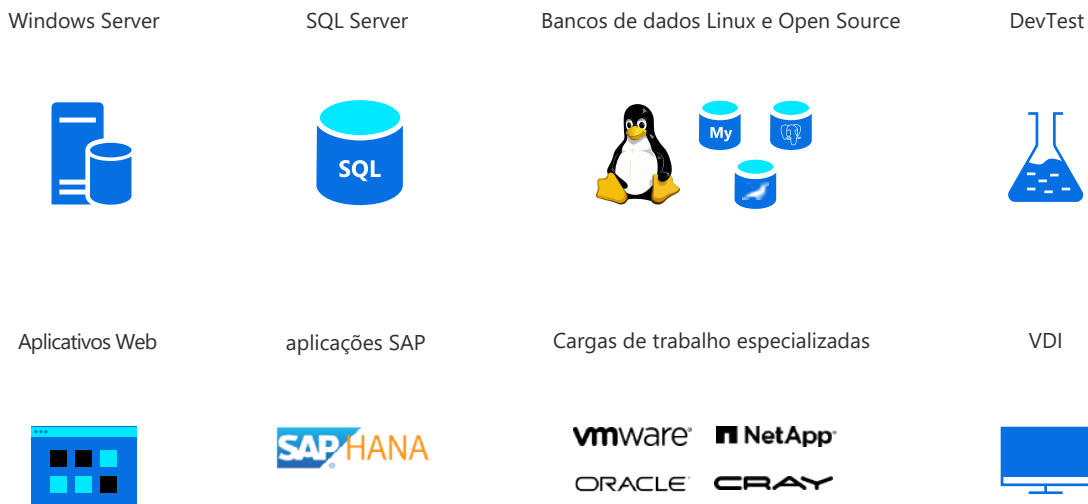 Windows Server
SQL Server
Bancos de dados Linux e Open Source
DevTest
SQL
My
Aplicativos Web
aplicações SAP
Cargas de trabalho especializadas
VDI
SAP HANA
vmware
NetApp
ORACLE
CRAY